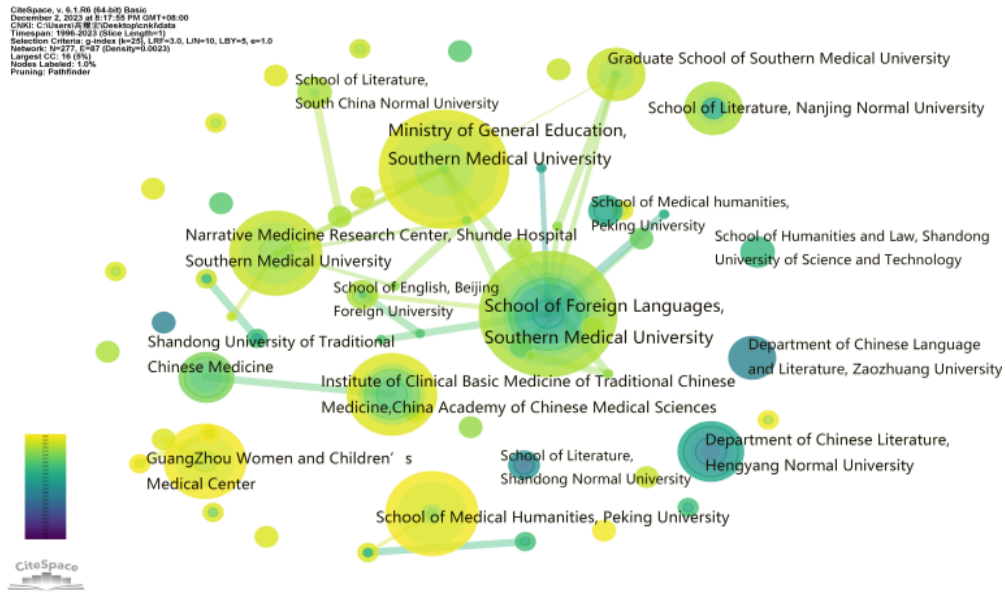 CiteSpace, v. 6.1.R6 (64-bit) Basic
December 2, 2023 at 8:17:55 PM GMT+08:00
CNKI: C:\Users\高耀宏\Desktop\cnki\data
Timespan: 1996-2023 (Slice Length=1)
Selection Criteria: g-index (k=25), LRF=3.0, L/N=10, LBY=5, e=1.0
Network: N=277, E=87 (Density=0.0023)
Largest CC: 16 (5%)
Nodes Labeled: 1.0%
Pruning: Pathfinder
Graduate School of Southern Medical University
School of Literature,
South China Normal University
School of Literature, Nanjing Normal University
Ministry of General Education,
Southern Medical University
School of Medical humanities,
Peking University
Narrative Medicine Research Center, Shunde Hospital
Southern Medical University
School of Humanities and Law, Shandong
University of Science and Technology
School of English, Beijing
Foreign University
School of Foreign Languages,
Southern Medical University
Shandong University of Traditional
Chinese Medicine
Department of Chinese Language
and Literature, Zaozhuang University
Institute of Clinical Basic Medicine of Traditional Chinese
Medicine,China Academy of Chinese Medical Sciences
Department of Chinese Literature,
Hengyang Normal University
GuangZhou Women and Children's
Medical Center
School of Literature,
Shandong Normal University
School of Medical Humanities, Peking University
CiteSpace